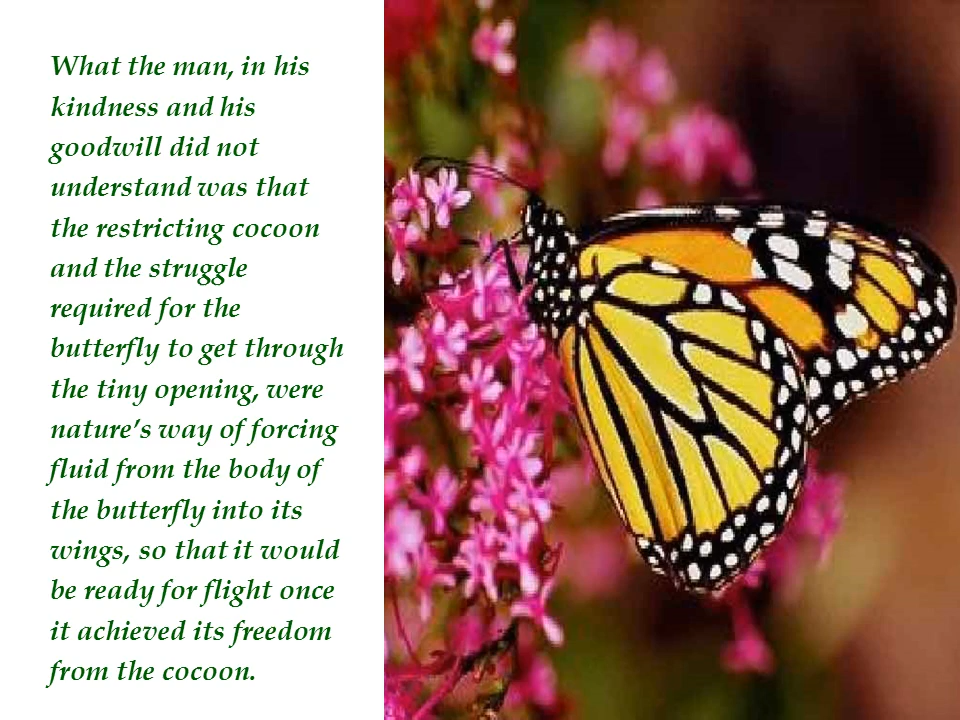 What the man, in his
kindness and his
goodwill did not
understand was that
the restricting cocoon
and the struggle
required for the
butterfly to get through
the tiny opening, were
nature’s way of forcing
fluid from the body of
the butterfly into its
wings, so that it would
be ready for flight once
it achieved its freedom
from the cocoon.